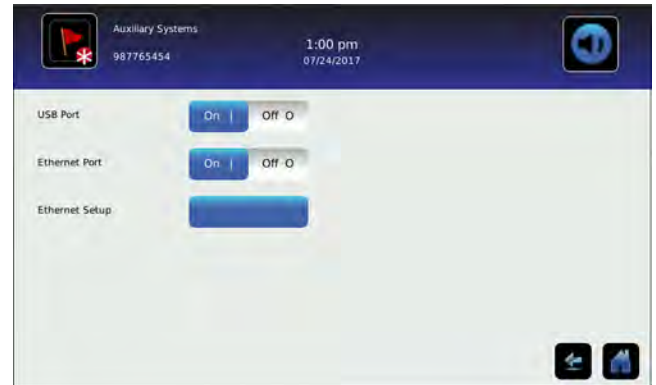 Auxiliary Systems
987765454
1:00 pm
07/24/2017
USB Port
On | Off O
Ethernet Port
On | Off O
Ethernet Setup